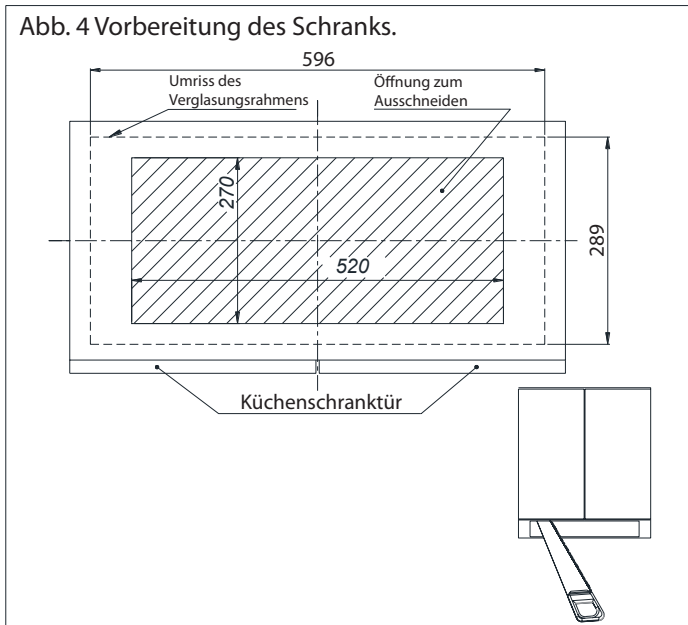 Abb. 4 Vorbereitung des Schranks.
596
Umriss des
Verglasungsrahmens
Öffnung zum
Ausschneiden
270
520
289
Küchenschranktür